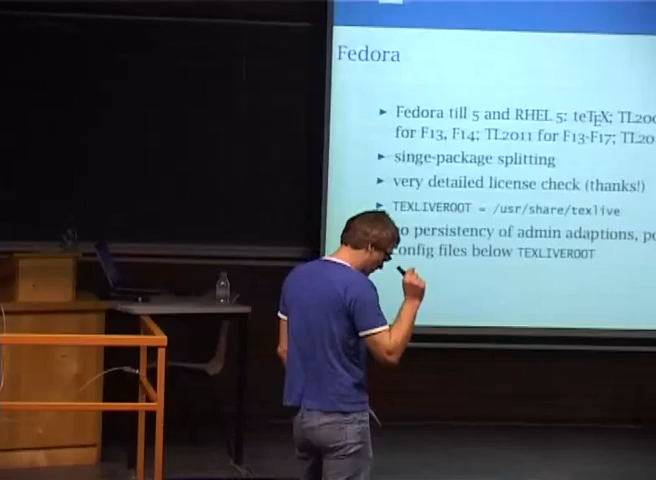 Fedora
▸ Fedora till 5 and RHEL 5: teTeX; TL200
for F13, F14; TL2011 for F13-F17; TL20
▸ singe-package splitting
▸ very detailed license check (thanks!)
▸ TEXLIVEROOT = /usr/share/texlive
no persistency of admin adaptions, p
config files below TEXLIVEROOT